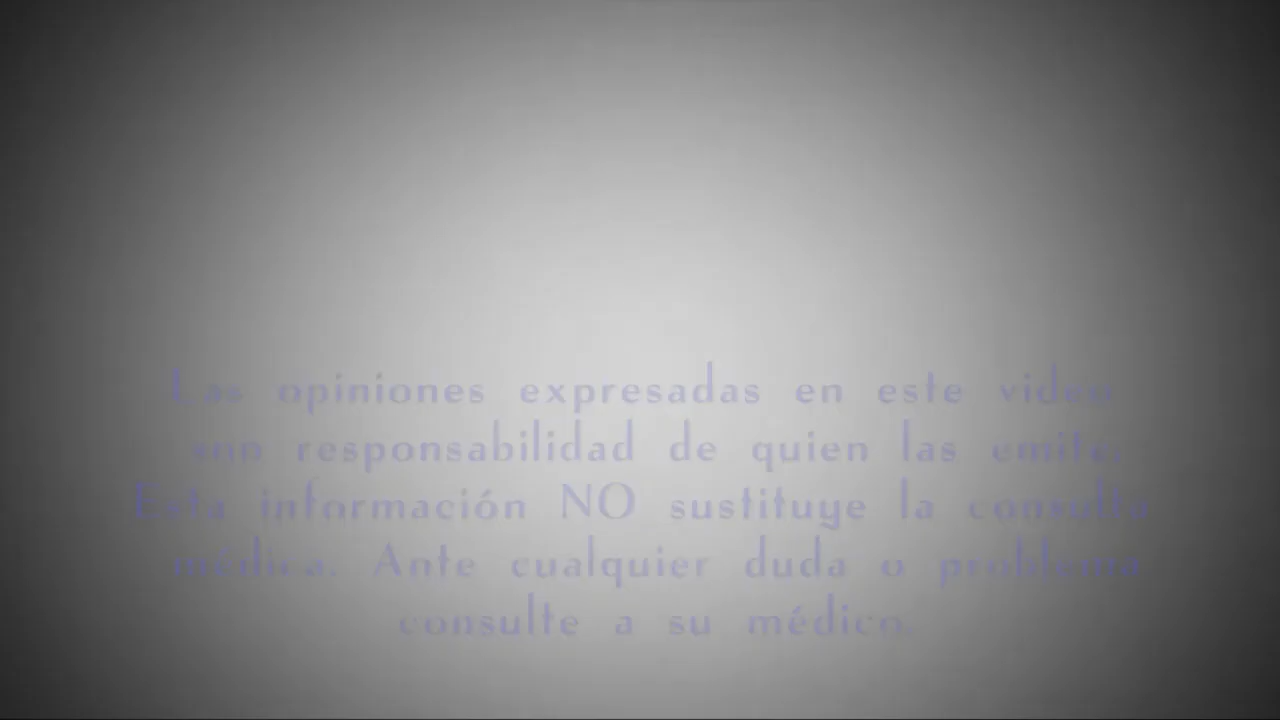 Las opiniones expresadas en este video
son responsabilidad de quien las emite.
Esta información NO sustituye la consulta
médica. Ante cualquier duda o problema
consulte a su médico.